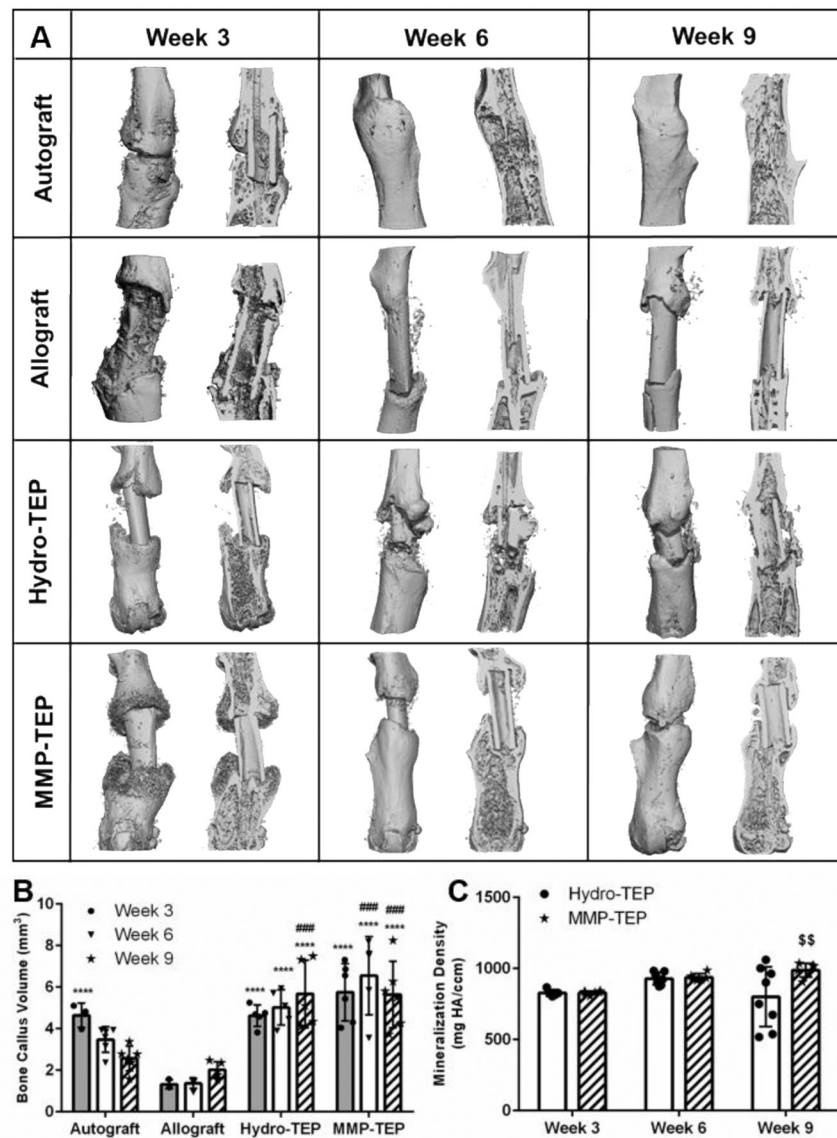 A
Week 3
Week 6
Week 9
Autograft
Allograft
Hydro-TEP
MMP-TEP
B
Bone Callus Volume (mm³)
10
8
6
4
2
0
Week 3
Week 6
Week 9
****
****
****
###
****
****
###
****
###
****
Autograft
Allograft
Hydro-TEP
MMP-TEP
C
Mineralization Density
(mg HA/ccm)
1500
1000
500
0
Hydro-TEP
MMP-TEP
$$
Week 3
Week 6
Week 9